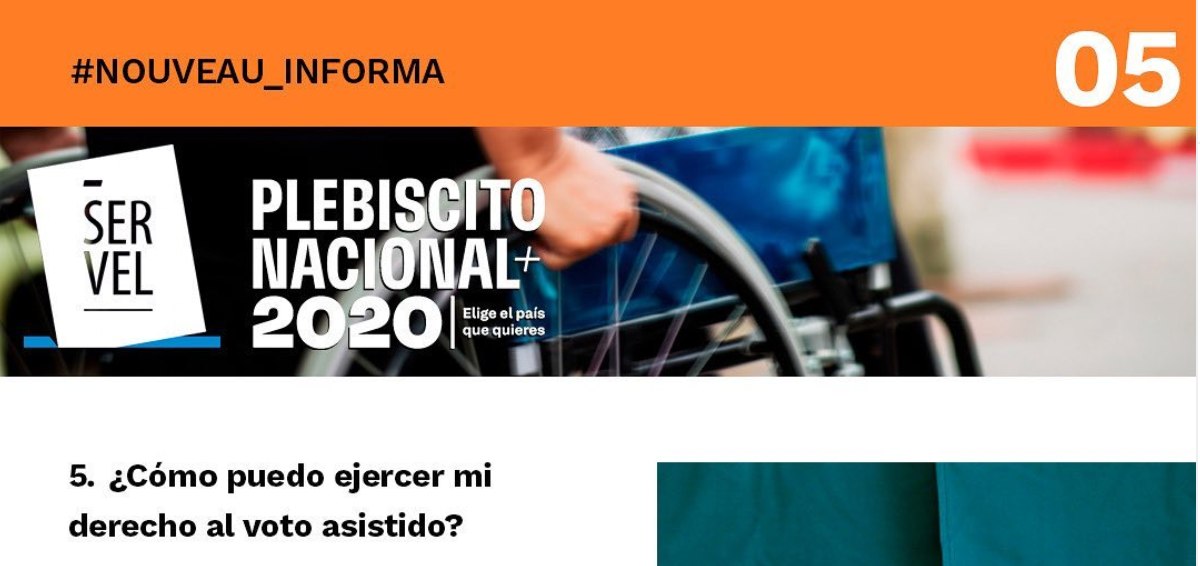 #NOUVEAU_INFORMA
05
SER
VEL
PLEBISCITO
NACIONAL+
2020
Elige el país
que quieres
5. ¿Cómo puedo ejercer mi
derecho al voto asistido?